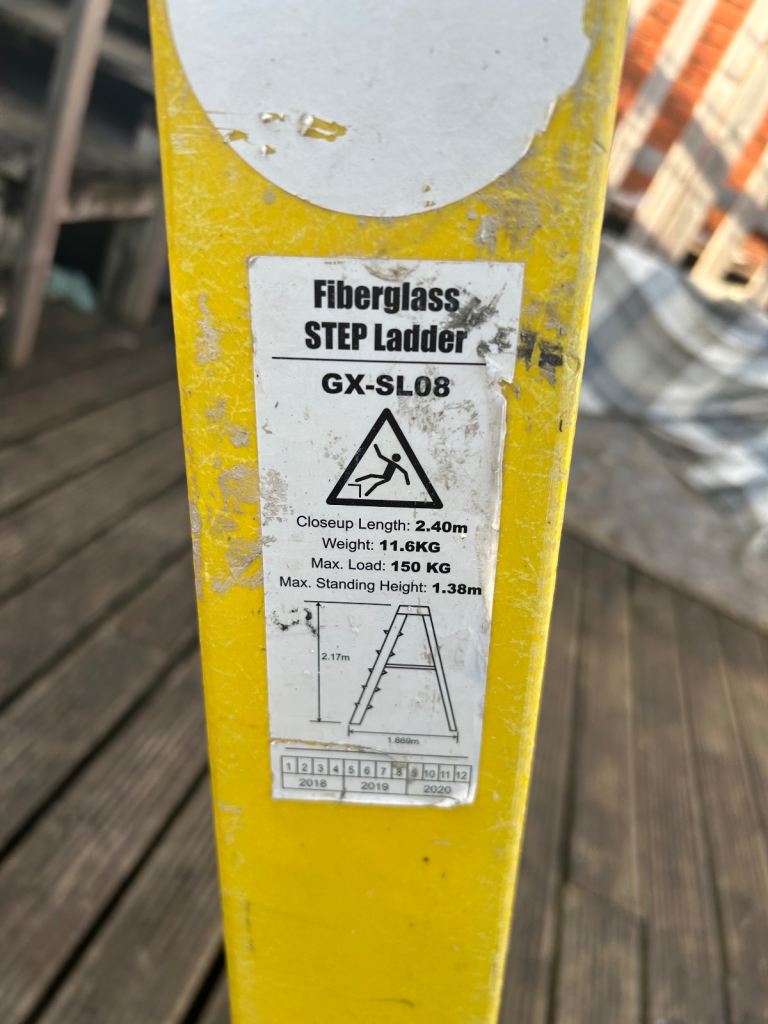 Fiberglass
STEP Ladder
GX-SL08
Closeup Length: 2.40m
Weight: 11.6KG
Max. Load: 150 KG
Max. Standing Height: 1.38m
2.17m
1.669m
1 2 3 4 5 6 7 8 9 10 11 12
2018 2019 2020